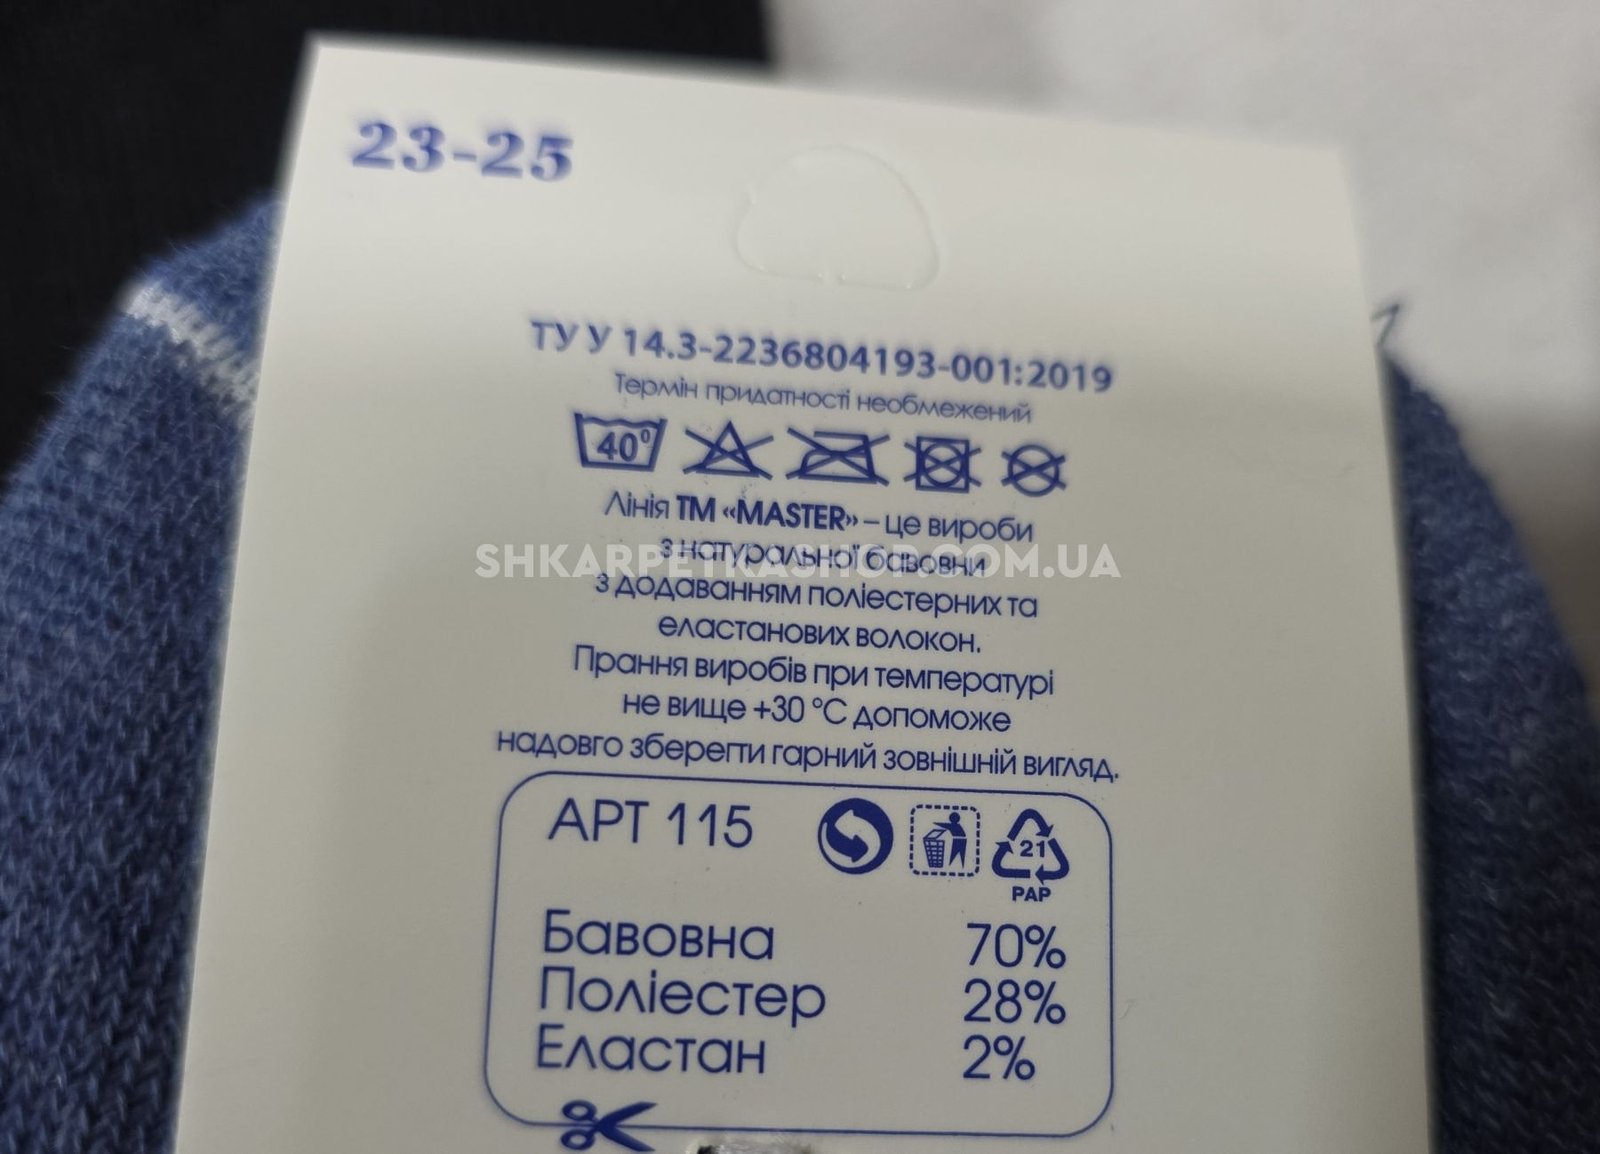 23-25
ТУ У 14.3-2236804193-001:2019
Термін придатності необмежений
40°
Лінія ТМ «MASTER» – це вироби
з натуральної бавовни
SHKARPETKASHOP.COM.UA
з додаванням поліестерних та
еластанових волокон.
Прання виробів при температурі
не вище +30 °С допоможе
надовго зберегти гарний зовнішній вигляд.
АРТ 115
21
PAP
Бавовна 70%
Поліестер 28%
Еластан 2%